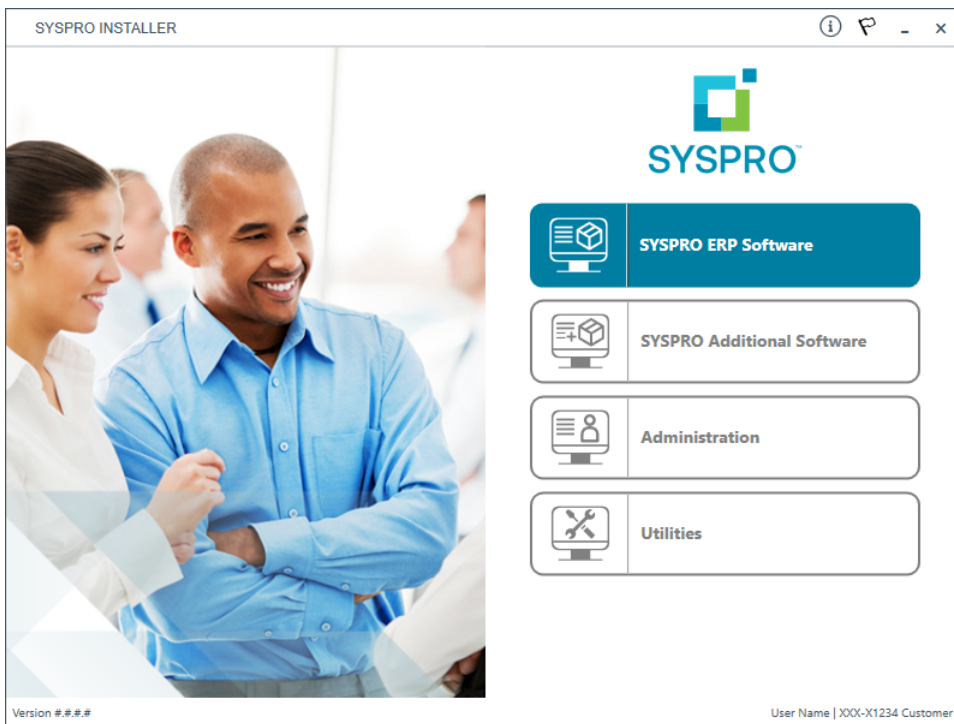 SYSPRO INSTALLER
SYSPRO™
SYSPRO ERP Software
SYSPRO Additional Software
Administration
Utilities
Version #.#.#.#
User Name | XXX-X1234 Customer